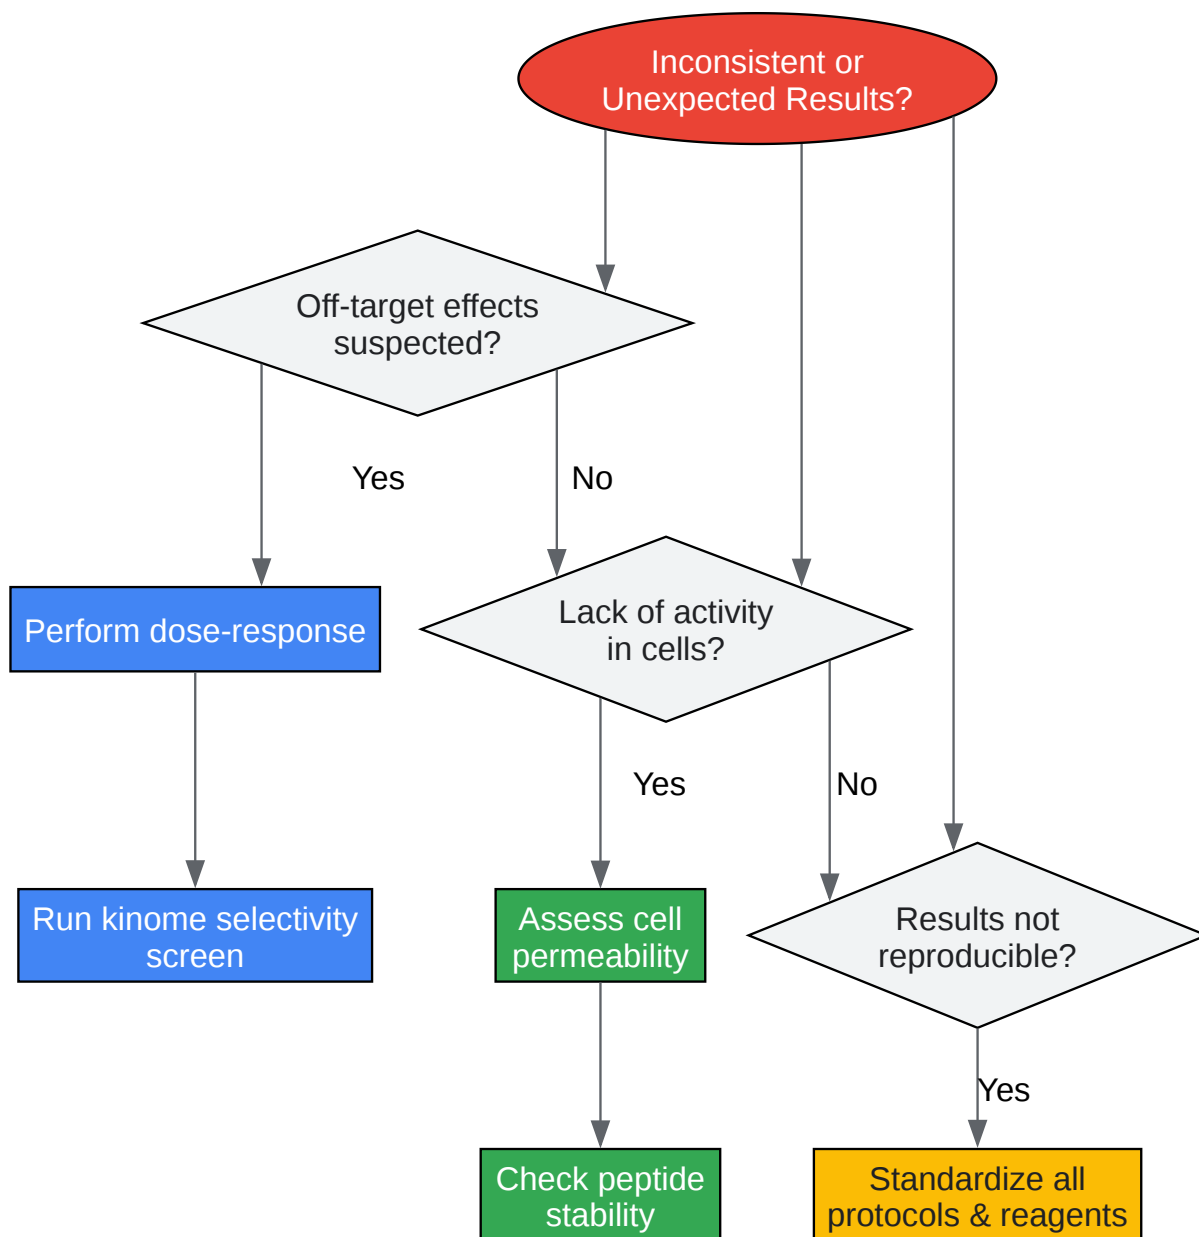 Inconsistent or
Unexpected Results?
Off-target effects
suspected?
Yes
No
Lack of activity
in cells?
Perform dose-response
Yes
No
Run kinome selectivity
screen
Assess cell
permeability
Results not
reproducible?
Yes
Check peptide
stability
Standardize all
protocols & reagents